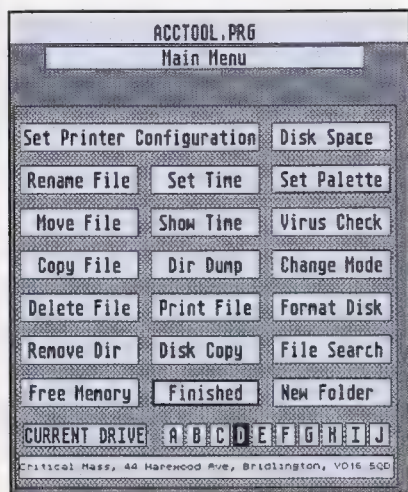 ACCTOOL.PRG
Main Menu
Set Printer Configuration Disk Space
Rename File Set Time Set Palette
Move File Show Time Virus Check
Copy File Dir Dump Change Mode
Delete File Print File Format Disk
Remove Dir Disk Copy File Search
Free Memory Finished New Folder
CURRENT DRIVE A B C D E F G H I J
Critical Mass, 44 Harewood Ave, Bridlington, YO16 5QD